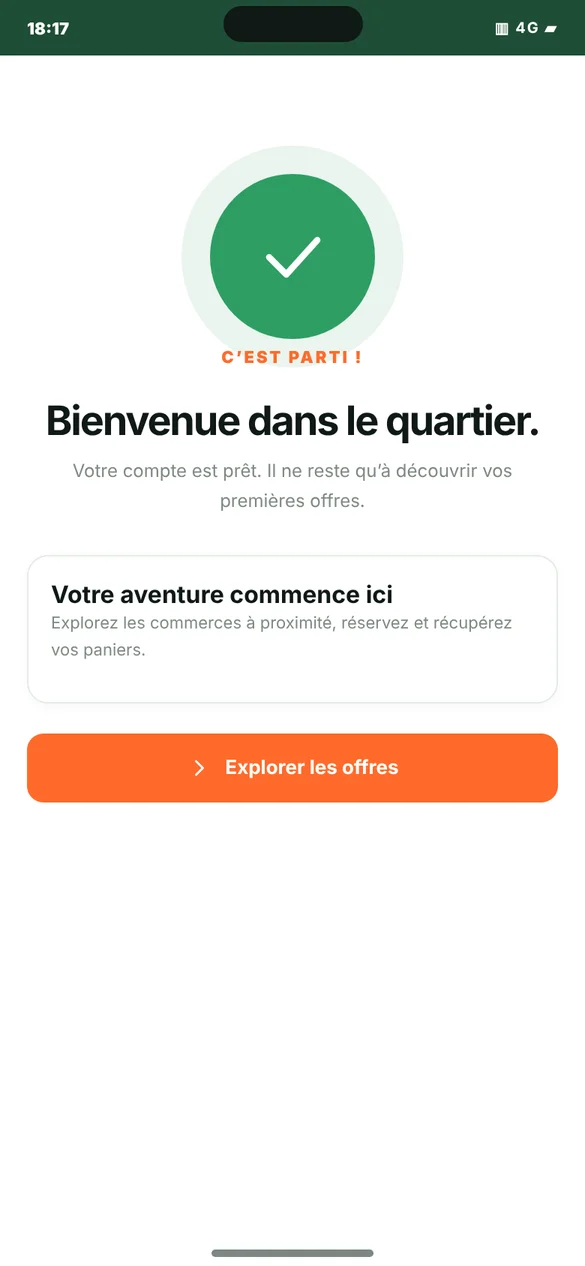 18:17
4G
C’EST PARTI !
Bienvenue dans le quartier.
Votre compte est prêt. Il ne reste qu’à découvrir vos
premières offres.
Votre aventure commence ici
Explorez les commerces à proximité, réservez et récupérez
vos paniers.
Explorer les offres